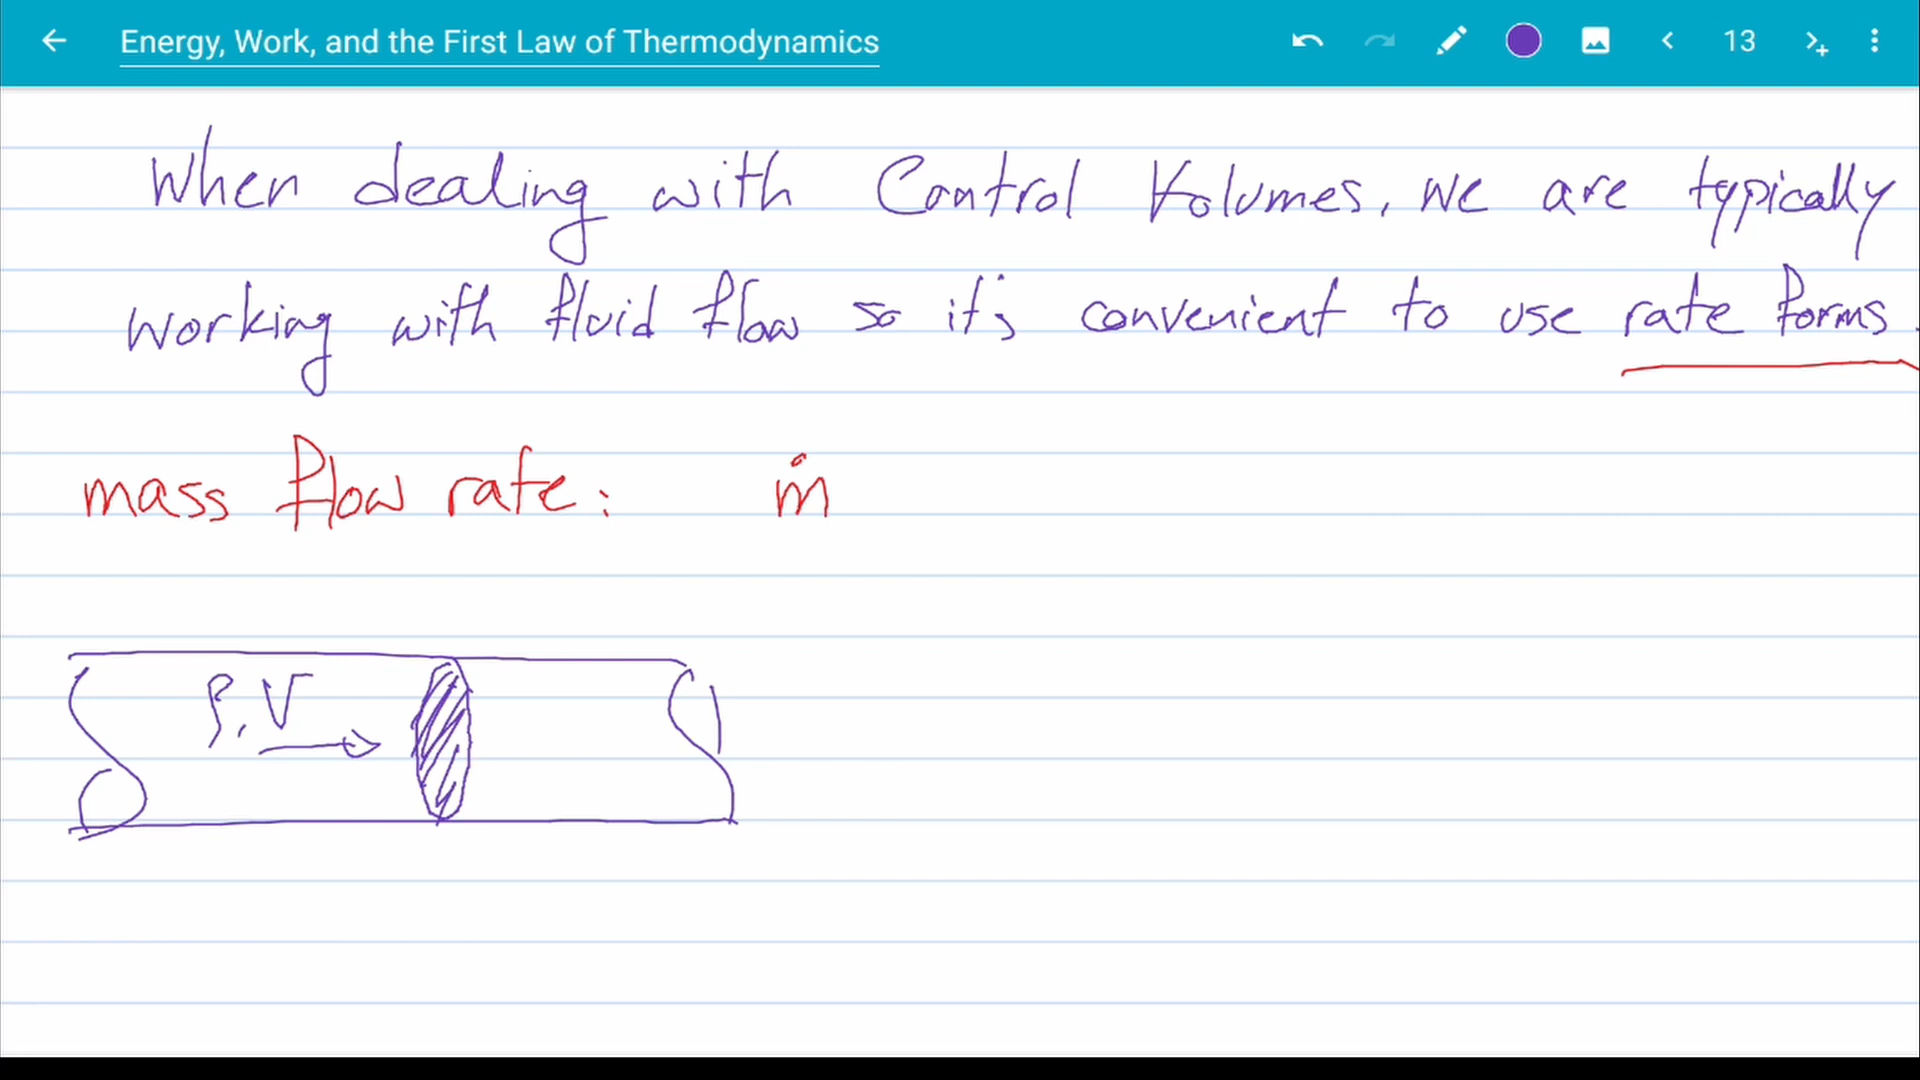 Energy, Work, and the First Law of Thermodynamics
13
When dealing with Control Volumes, we are typically
working with fluid flow so it's convenient to use rate forms.
mass flow rate: ṁ
ρ, V